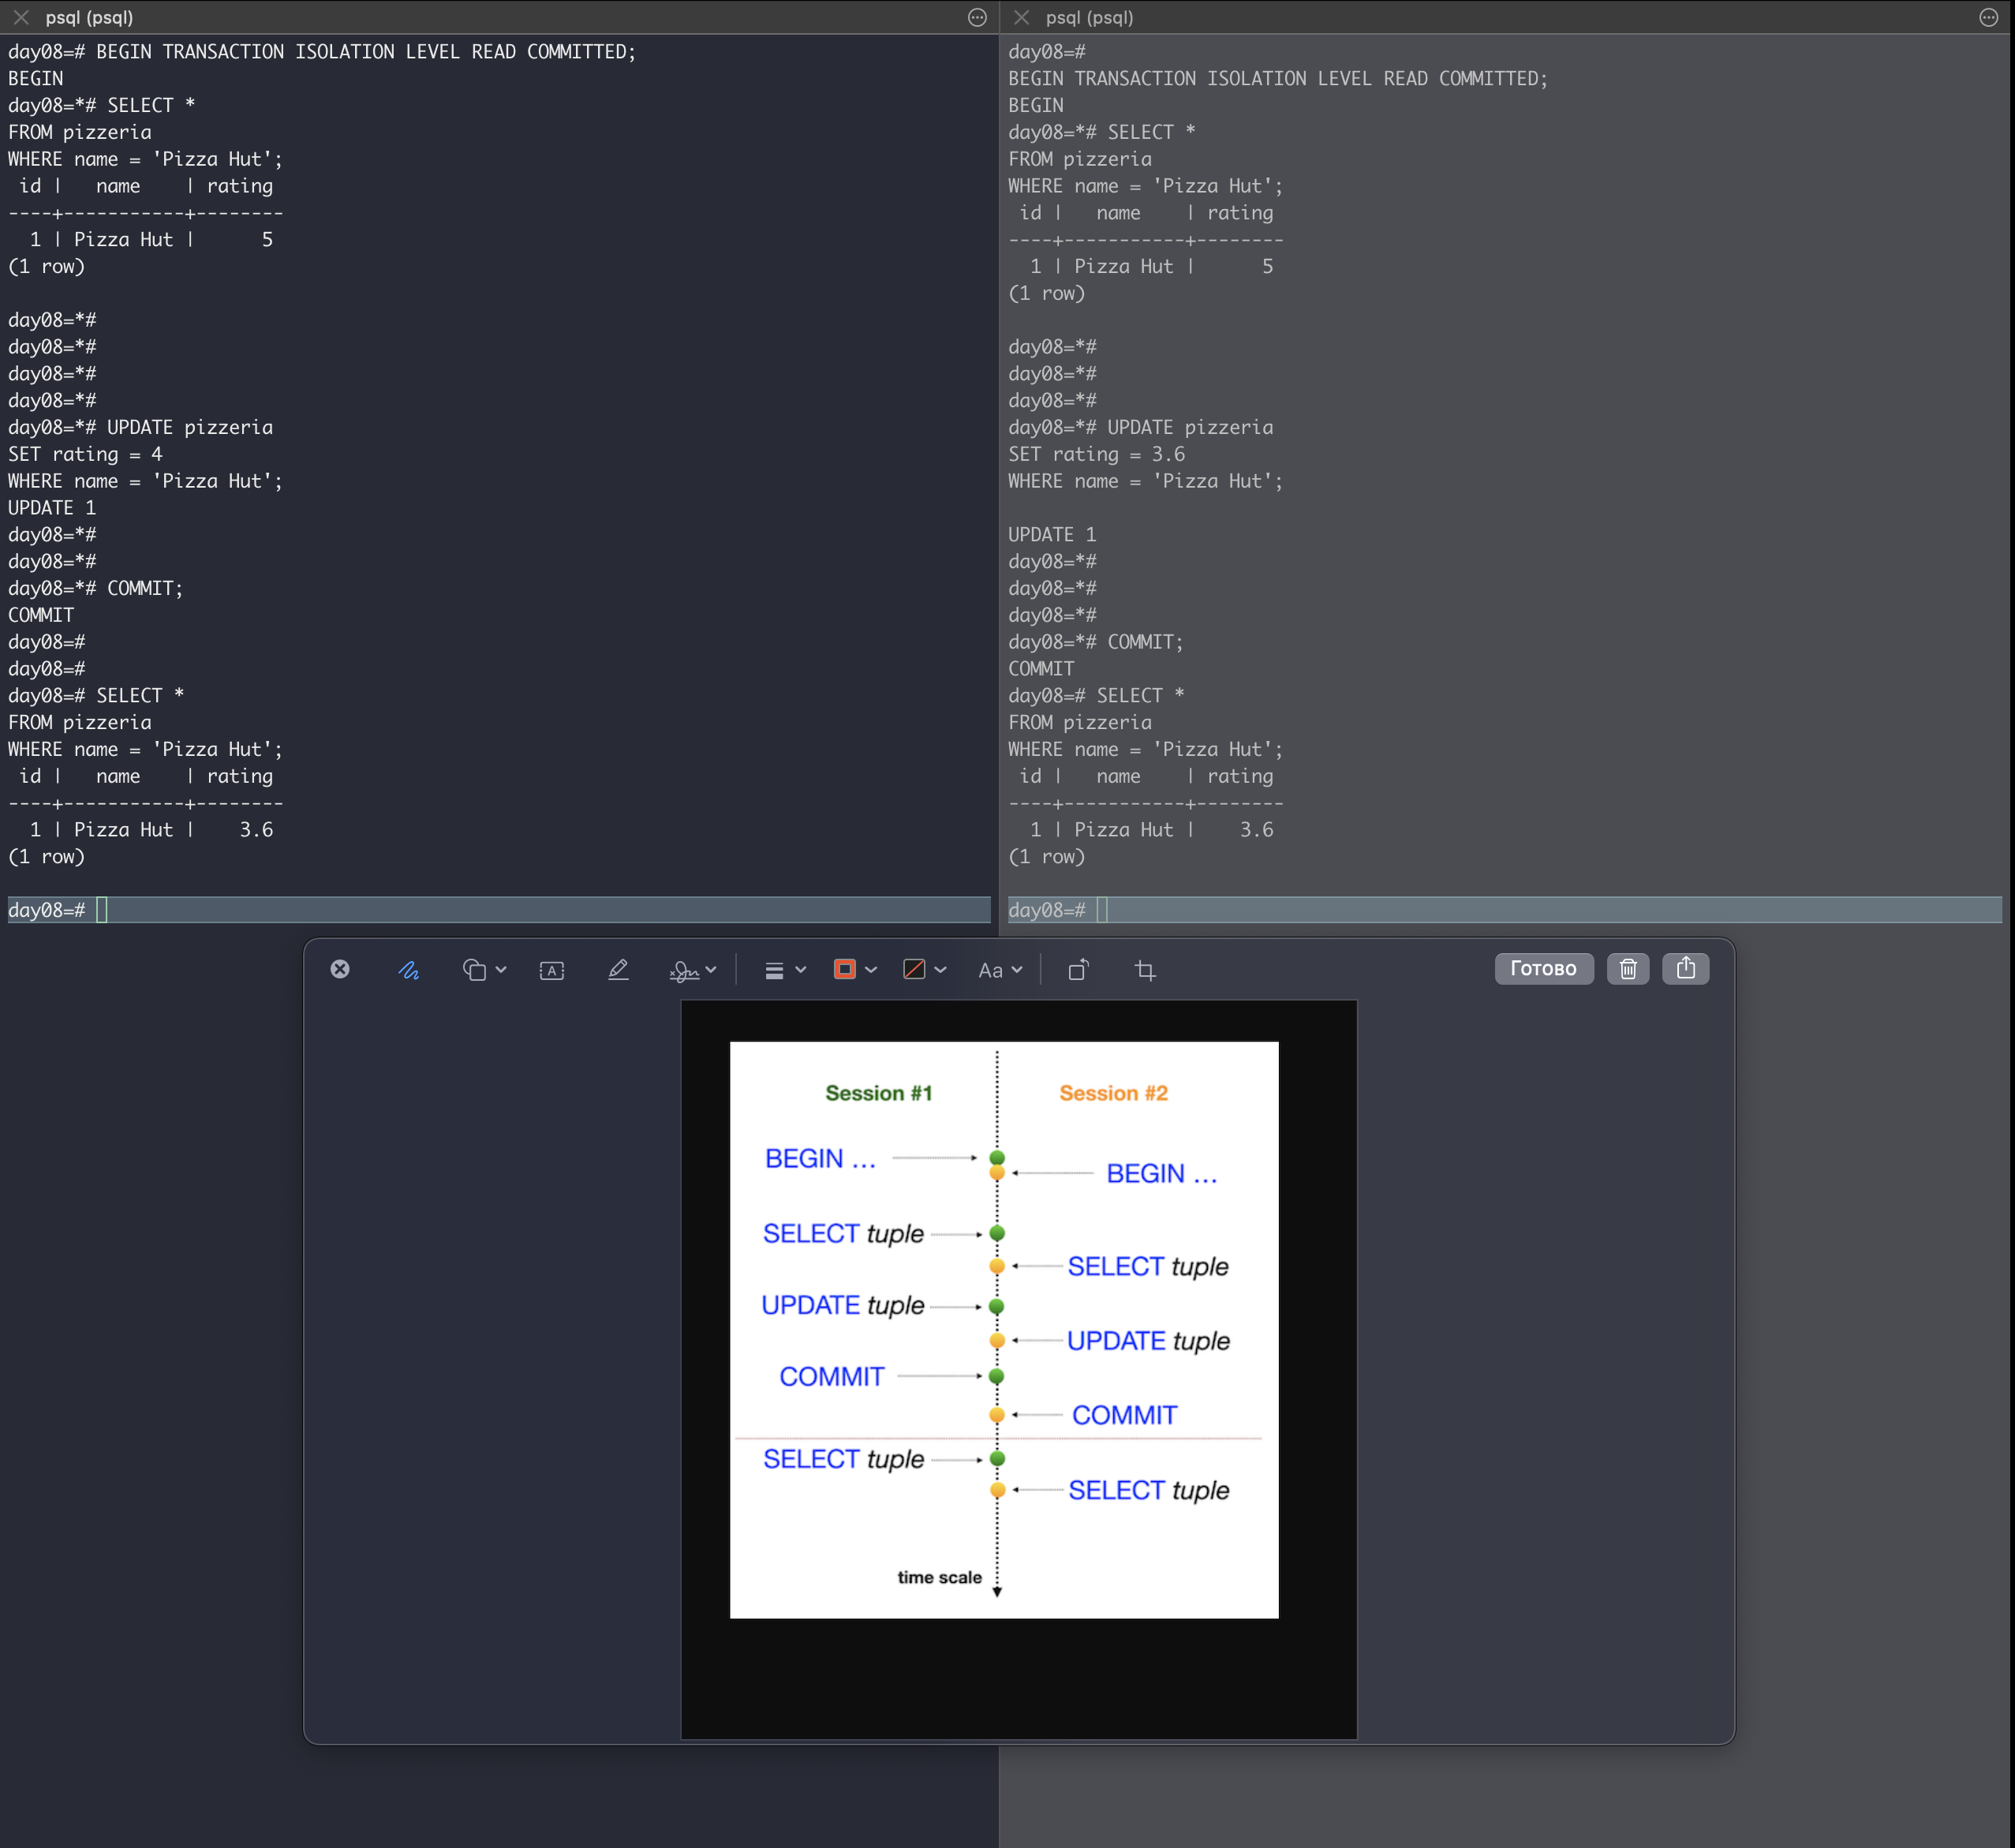 psql (psql)
day08=# BEGIN TRANSACTION ISOLATION LEVEL READ COMMITTED;
BEGIN
day08=*# SELECT *
FROM pizzeria
WHERE name = 'Pizza Hut';
 id |   name    | rating
----+-----------+--------
  1 | Pizza Hut |      5
(1 row)
day08=*#
day08=*#
day08=*#
day08=*#
day08=*# UPDATE pizzeria
SET rating = 4
WHERE name = 'Pizza Hut';
UPDATE 1
day08=*#
day08=*#
day08=*# COMMIT;
COMMIT
day08=#
day08=#
day08=# SELECT *
FROM pizzeria
WHERE name = 'Pizza Hut';
 id |   name    | rating
----+-----------+--------
  1 | Pizza Hut |    3.6
(1 row)
day08=#
psql (psql)
day08=#
BEGIN TRANSACTION ISOLATION LEVEL READ COMMITTED;
BEGIN
day08=*# SELECT *
FROM pizzeria
WHERE name = 'Pizza Hut';
 id |   name    | rating
----+-----------+--------
  1 | Pizza Hut |      5
(1 row)
day08=*#
day08=*#
day08=*#
day08=*# UPDATE pizzeria
SET rating = 3.6
WHERE name = 'Pizza Hut';
UPDATE 1
day08=*#
day08=*#
day08=*#
day08=*# COMMIT;
COMMIT
day08=# SELECT *
FROM pizzeria
WHERE name = 'Pizza Hut';
 id |   name    | rating
----+-----------+--------
  1 | Pizza Hut |    3.6
(1 row)
day08=#
A
Aa
Готово
Session #1
Session #2
BEGIN ...
BEGIN ...
SELECT tuple
SELECT tuple
UPDATE tuple
UPDATE tuple
COMMIT
COMMIT
SELECT tuple
SELECT tuple
time scale